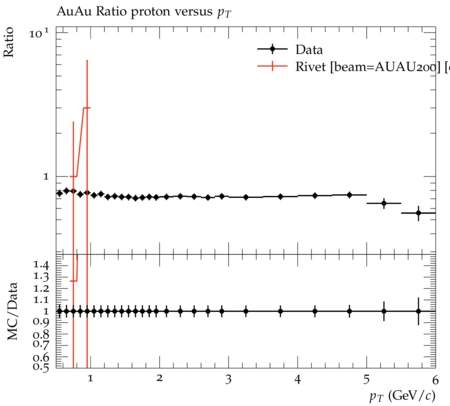 AuAu Ratio proton versus p_T
Ratio
10¹
Data
Rivet [beam=AUAU200] [
1
MC/Data
1.4
1.3
1.2
1.1
1
0.9
0.8
0.7
0.6
0.5
1 2 3 4 5 6
p_T (GeV/c)